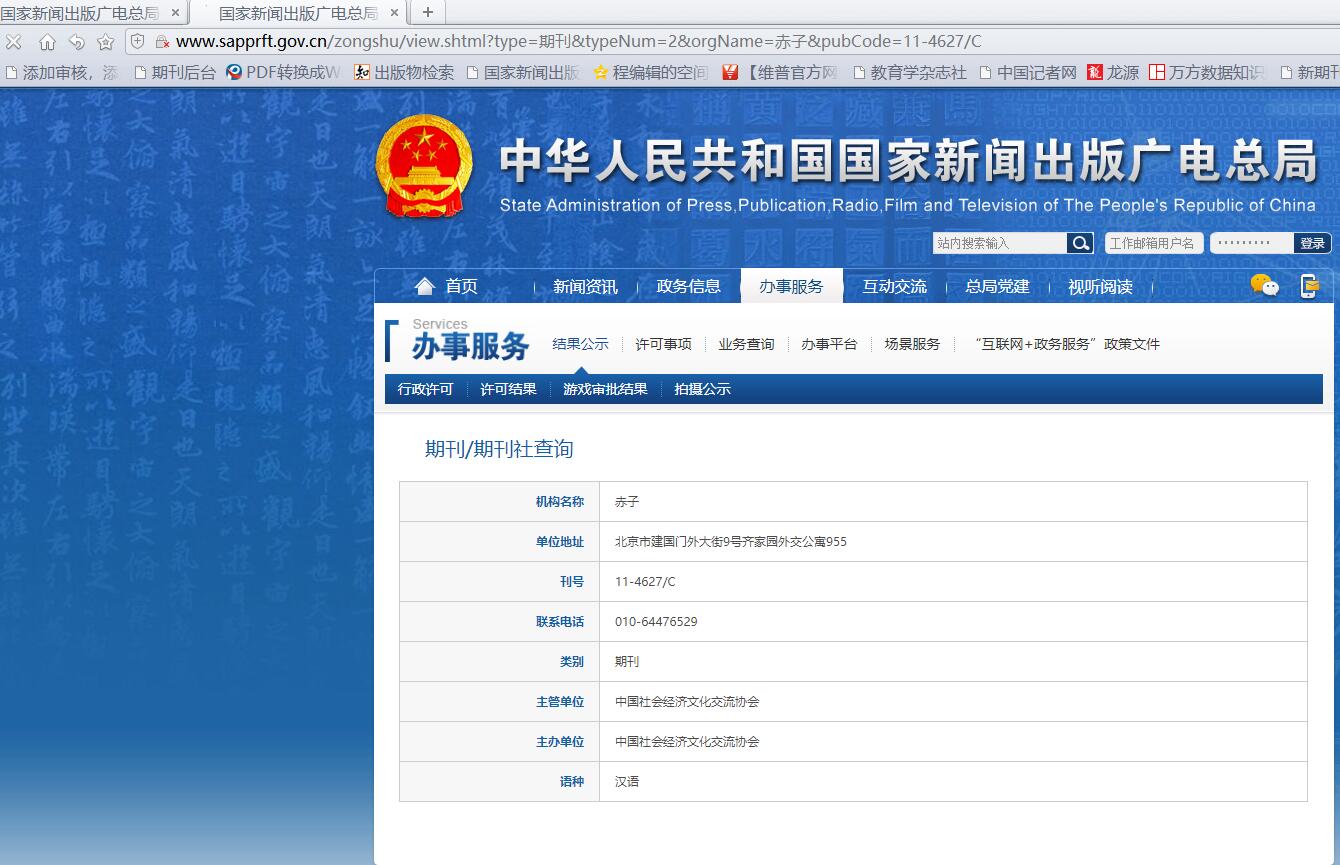 国家新闻出版广电总局
国家新闻出版广电总局
www.sapprft.gov.cn/zongshu/view.shtml?type=期刊&typeNum=2&orgName=赤子&pubCode=11-4627/C
添加审核，添 期刊后台 PDF转换成W 出版物检索 国家新闻出版 程编辑的空间 【维普官方网 教育学杂志社 中国记者网 龙源 万方数据知识 新期刊
中华人民共和国国家新闻出版广电总局
State Administration of Press,Publication,Radio,Film and Television of The People's Republic of China
站内搜索输入 工作邮箱用户名 ········· 登录
首页 新闻资讯 政务信息 办事服务 互动交流 总局党建 视听阅读
Services
办事服务 结果公示 许可事项 业务查询 办事平台 场景服务 “互联网+政务服务”政策文件
行政许可 许可结果 游戏审批结果 拍摄公示
期刊/期刊社查询
机构名称 赤子
单位地址 北京市建国门外大街9号齐家园外交公寓955
刊号 11-4627/C
联系电话 010-64476529
类别 期刊
主管单位 中国社会经济文化交流协会
主办单位 中国社会经济文化交流协会
语种 汉语